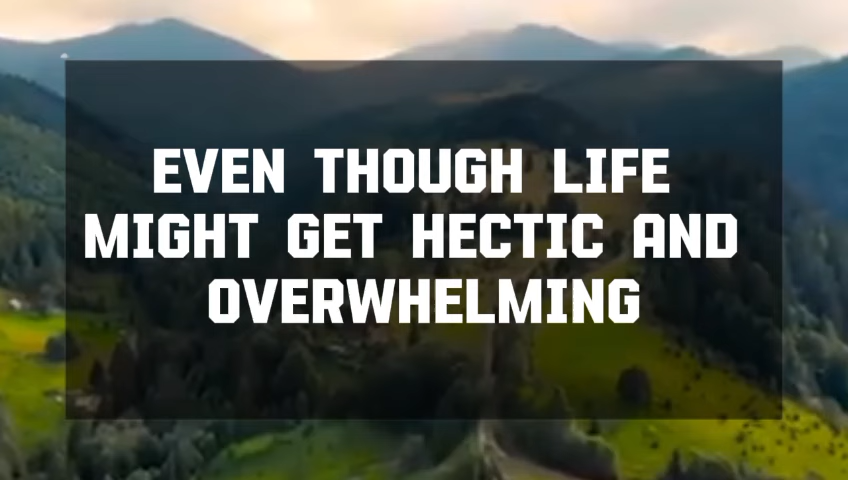 EVEN THOUGH LIFE
MIGHT GET HECTIC AND
OVERWHELMING